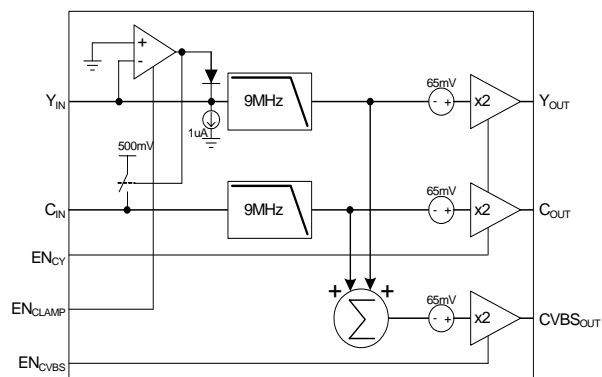 +
-
65mV
Y_IN
9MHz
- +
x2
Y_OUT
1uA
500mV
65mV
C_IN
9MHz
- +
x2
C_OUT
EN_CY
+ +
65mV
Σ
- +
x2
CVBS_OUT
EN_CLAMP
EN_CVBS